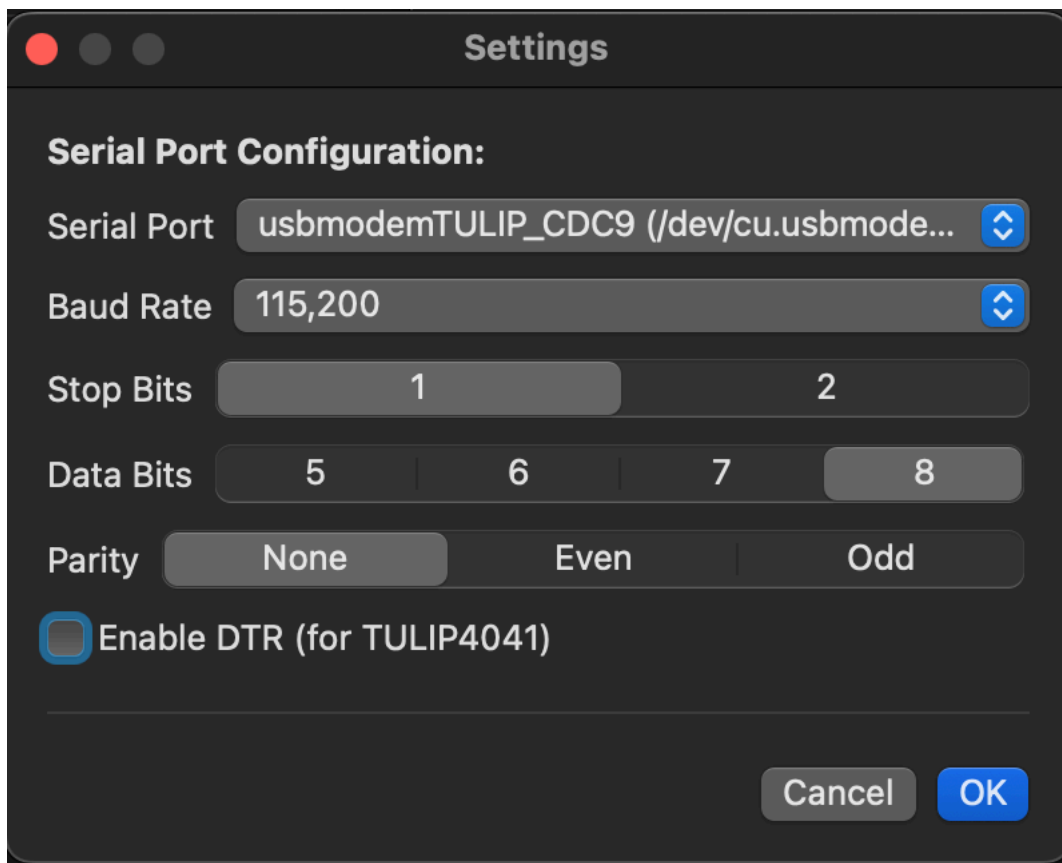 Settings
Serial Port Configuration:
Serial Port usbmodemTULIP_CDC9 (/dev/cu.usbmode...
Baud Rate 115,200
Stop Bits 1 2
Data Bits 5 6 7 8
Parity None Even Odd
Enable DTR (for TULIP4041)
Cancel OK